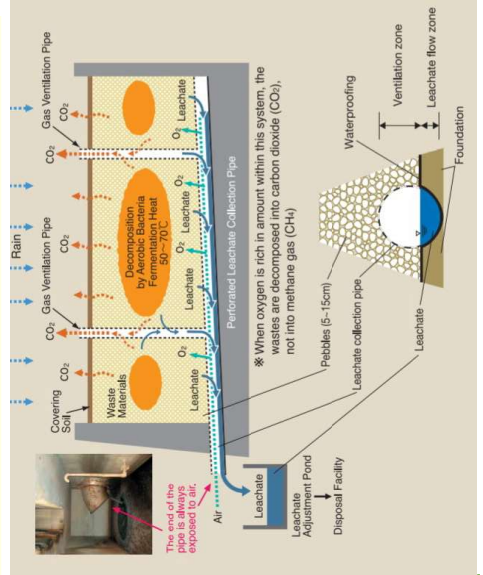 Rain
Gas Ventilation Pipe
Gas Ventilation Pipe
CO₂
CO₂
CO₂
CO₂
CO₂
CO₂
CO₂
Covering
Soil
Waste
Materials
Decomposition
by Aerobic Bacteria
Fermentation Heat
50~70℃
O₂
O₂
O₂
O₂
Leachate
Leachate
Leachate
Leachate
Leachate
Perforated Leachate Collection Pipe
The end of the
pipe is always
exposed to air.
Air
Leachate
Leachate
Adjustment Pond
Disposal Facility
※ When oxygen is rich in amount within this system, the
wastes are decomposed into carbon dioxide (CO₂),
not into methane gas (CH4)
Pebbles (5~15cm)
Leachate collection pipe
Leachate
Waterproofing
Ventilation zone
Leachate flow zone
Foundation